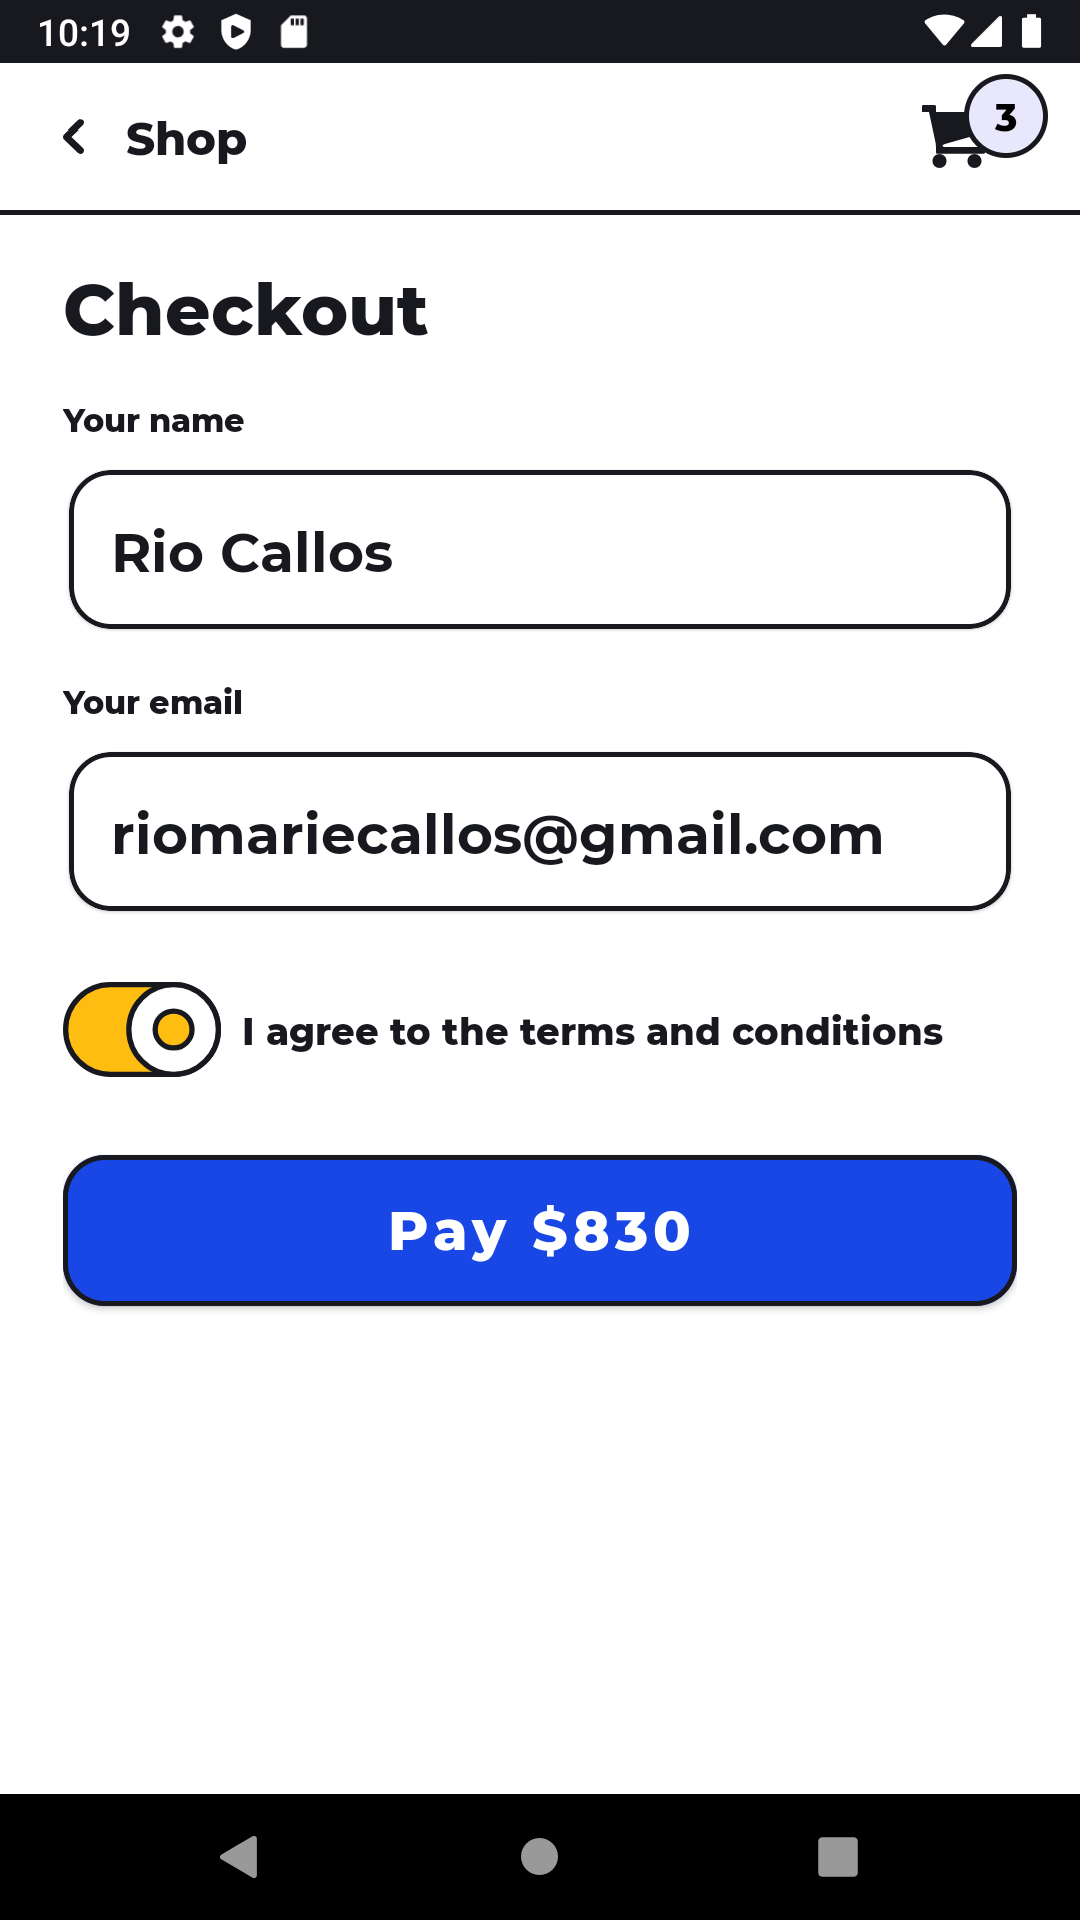 10:19
Shop
3
Checkout
Your name
Rio Callos
Your email
riomariecallos@gmail.com
I agree to the terms and conditions
Pay $830